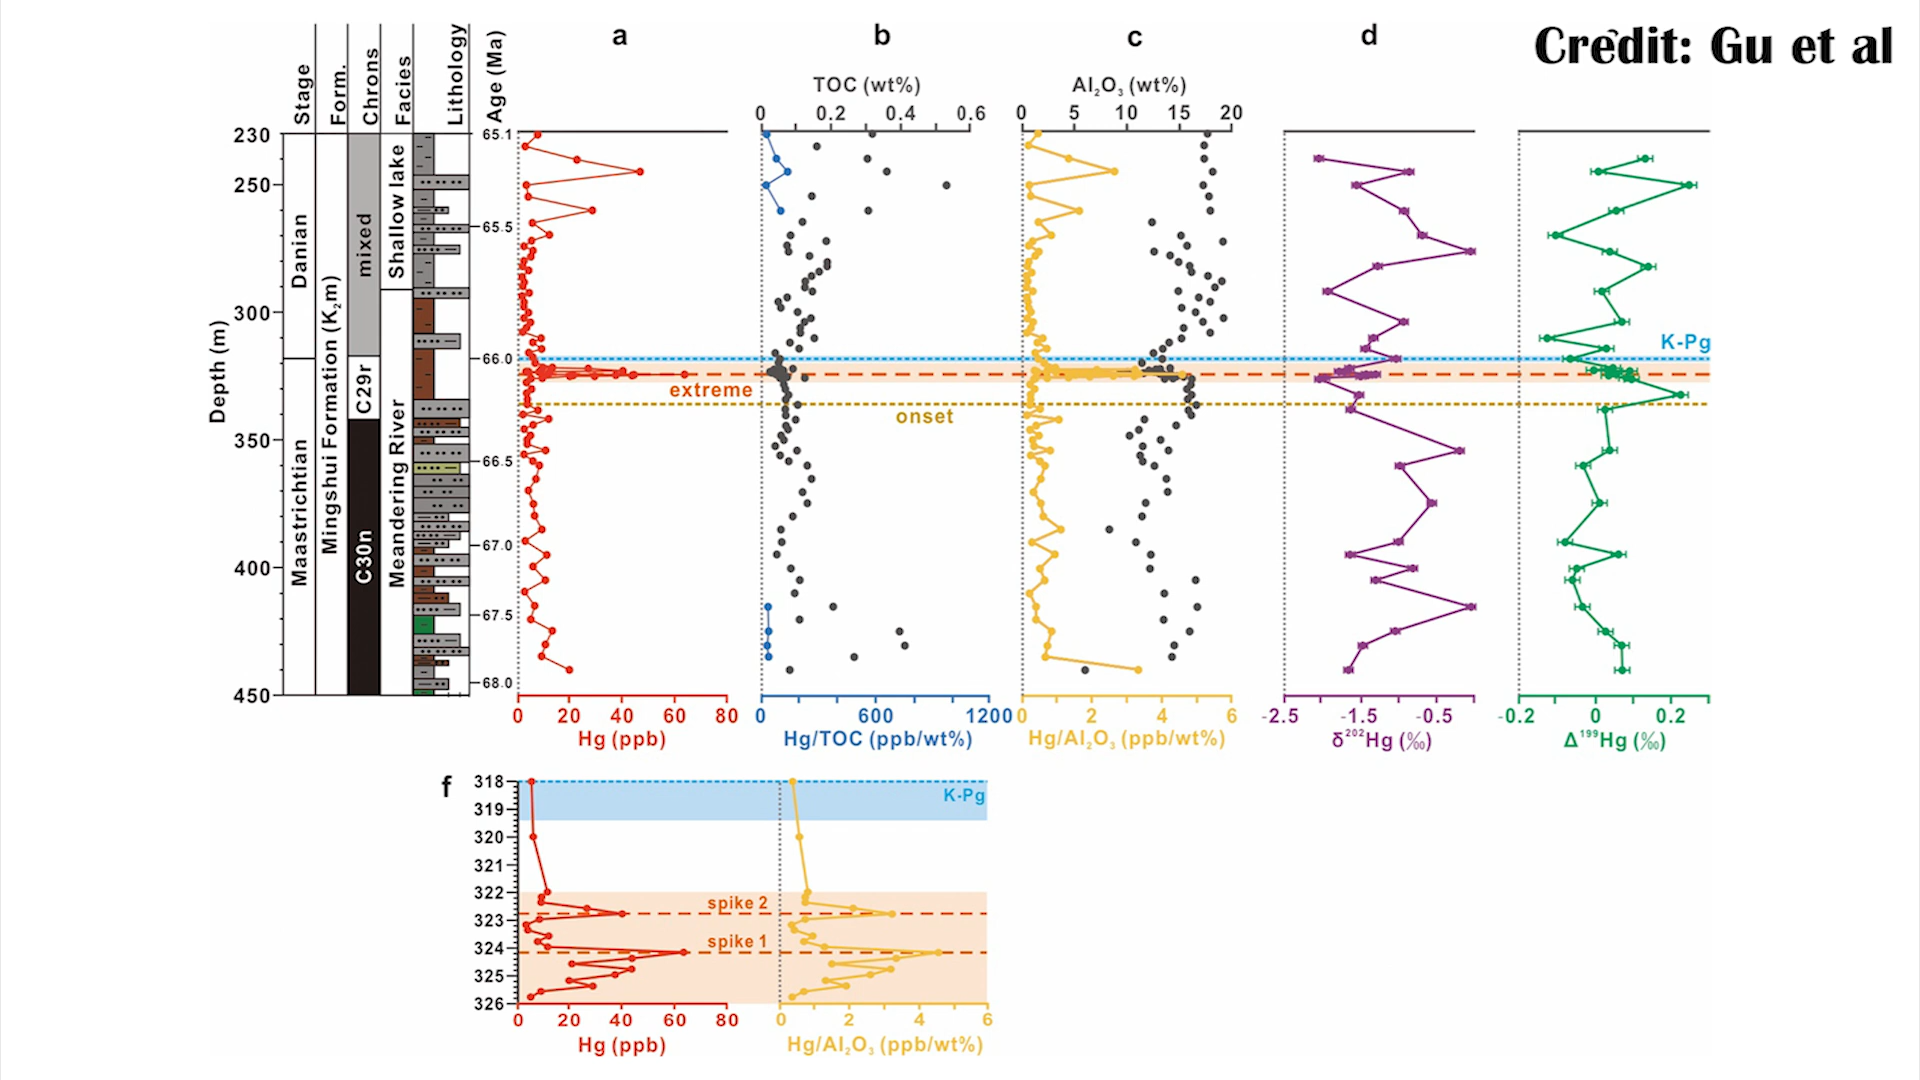 Credit: Gu et al
a
b
c
d
Stage
Form.
Chrons
Facies
Lithology
Age (Ma)
TOC (wt%)
Al₂O₃ (wt%)
0 0.2 0.4 0.6
0 5 10 15 20
Depth (m)
230
250
300
350
400
450
Danian
Maastrichtian
Mingshui Formation (K₂m)
mixed
C29r
C30n
Shallow lake
Meandering River
65.1
65.5
66.0
66.5
67.0
67.5
68.0
K-Pg
extreme
onset
0 20 40 60 80
Hg (ppb)
0 600 1200
Hg/TOC (ppb/wt%)
0 2 4 6
Hg/Al₂O₃ (ppb/wt%)
-2.5 -1.5 -0.5
δ²⁰²Hg (‰)
-0.2 0 0.2
Δ¹⁹⁹Hg (‰)
f
318
319
320
321
322
323
324
325
326
K-Pg
spike 2
spike 1
0 20 40 60 80
Hg (ppb)
0 2 4 6
Hg/Al₂O₃ (ppb/wt%)